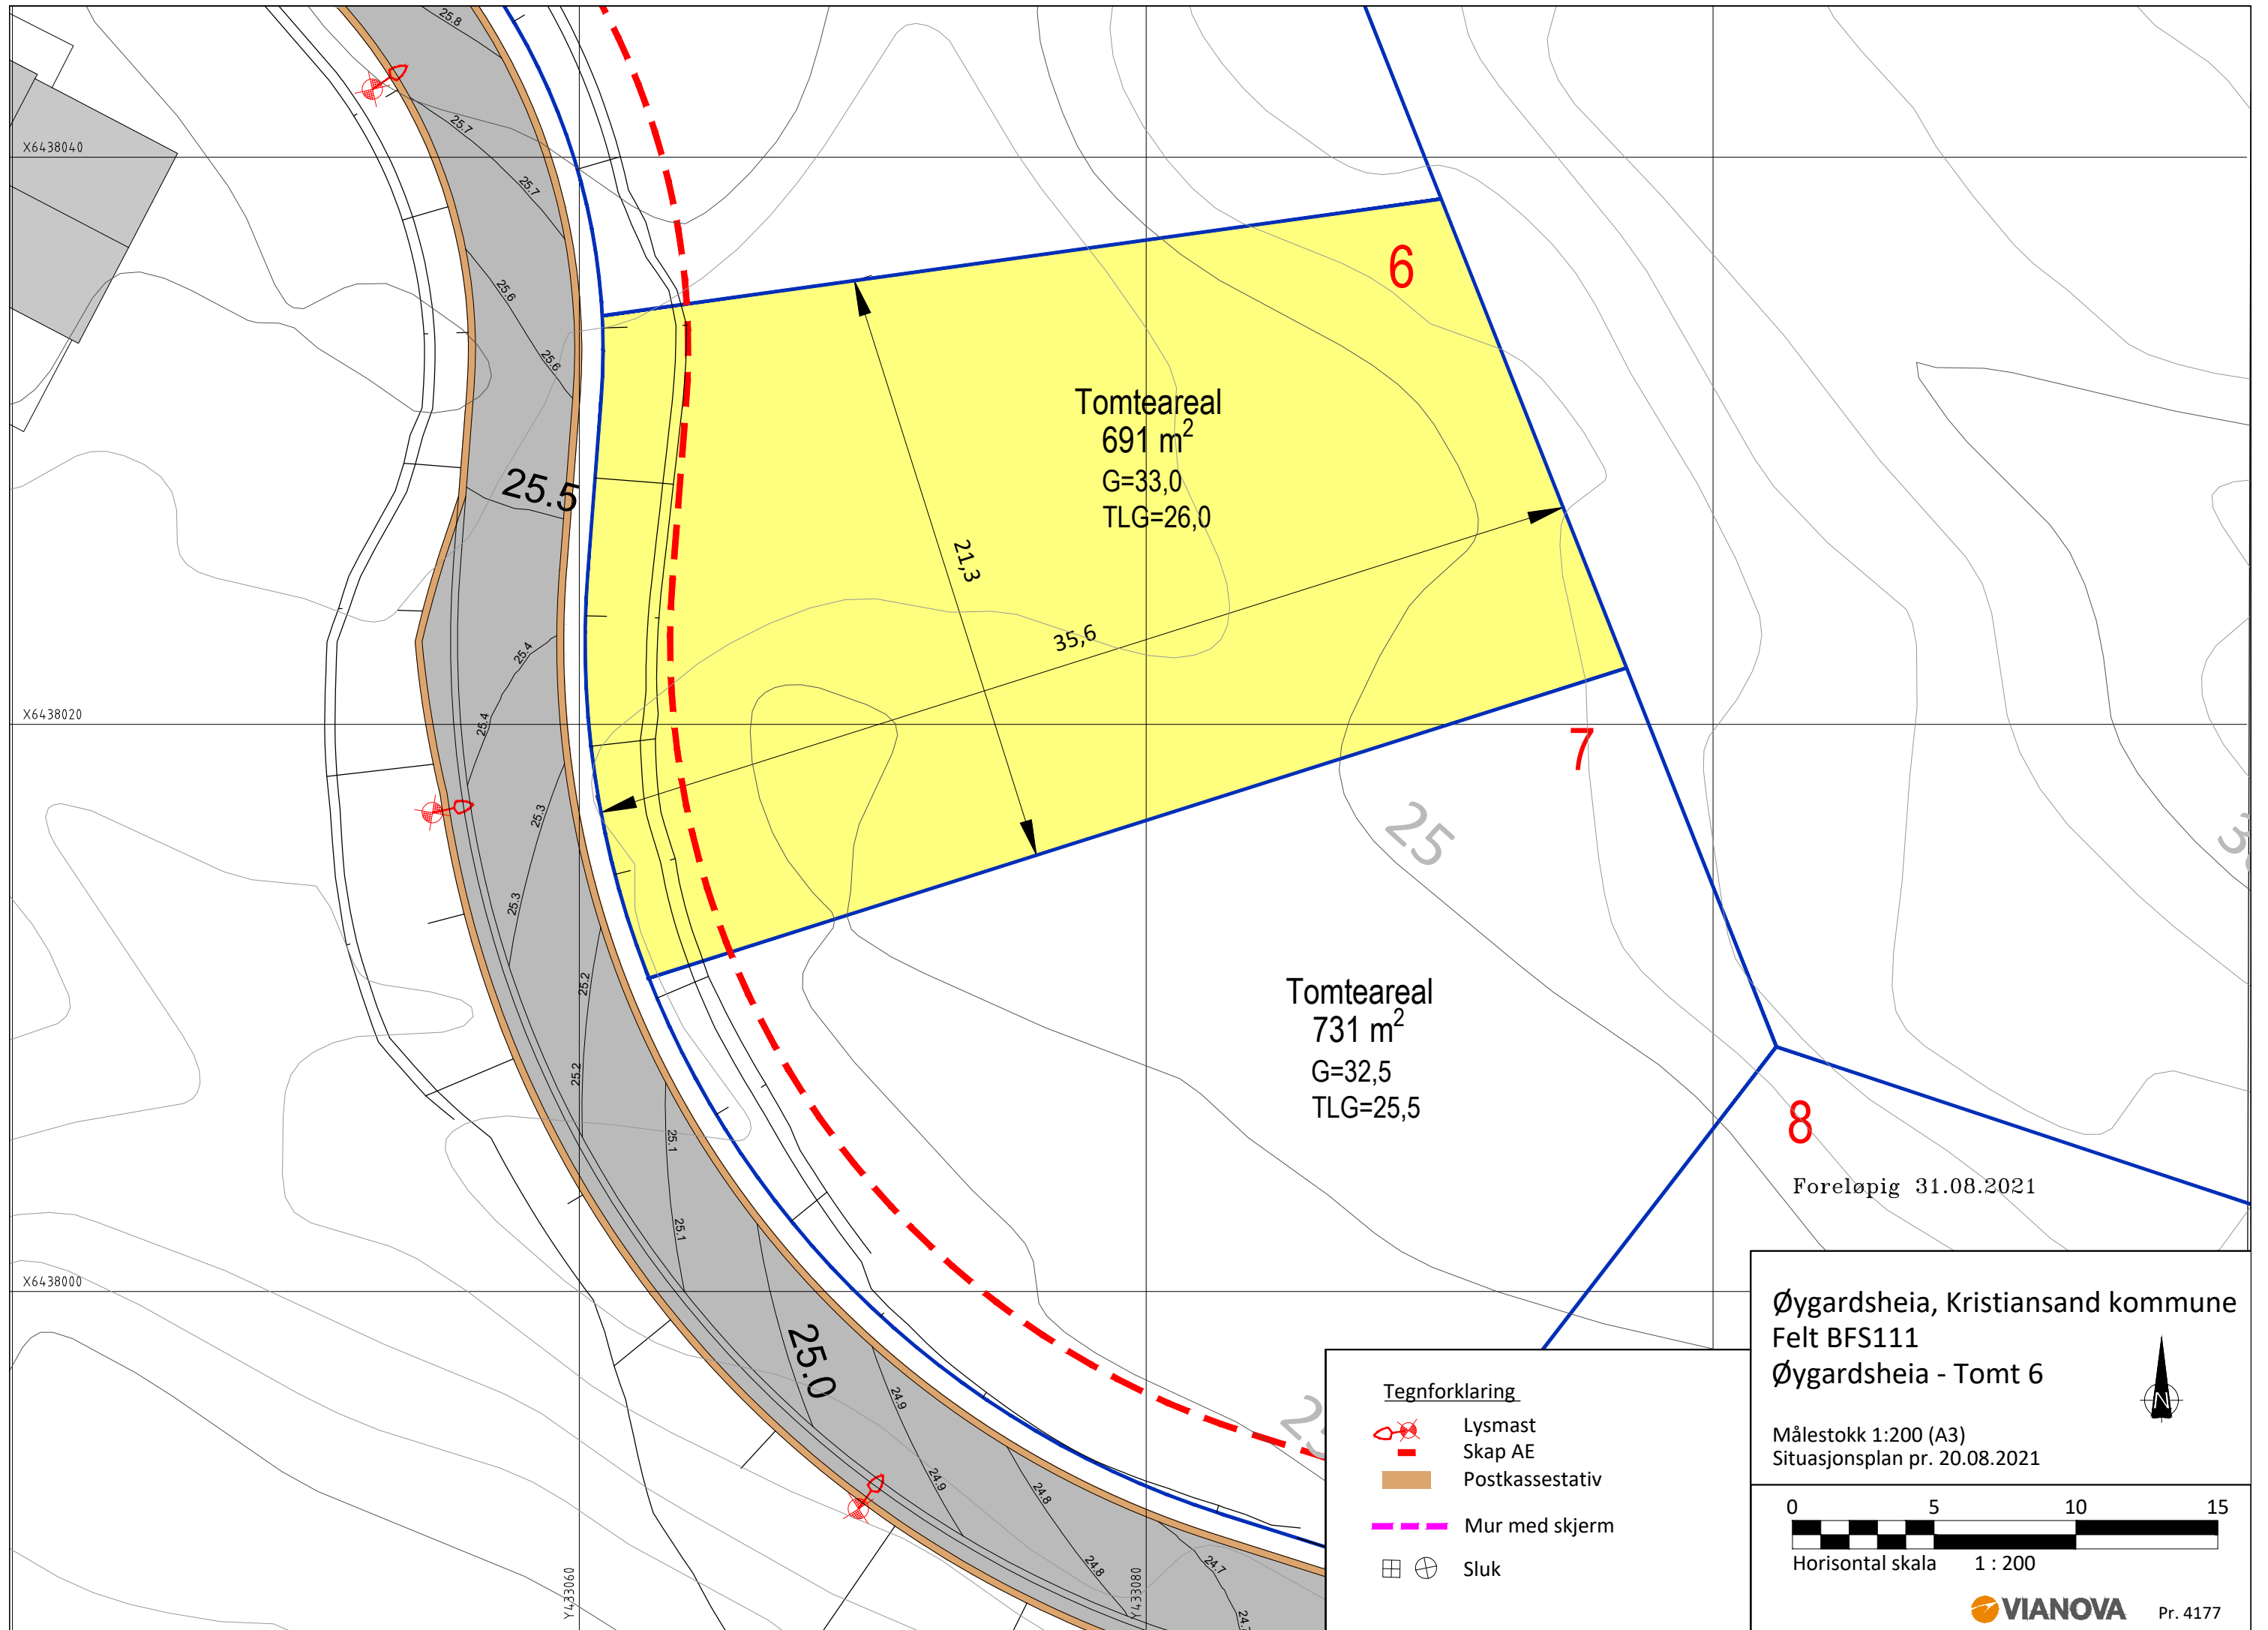 25.8
25.7
X6438040
25.7
6
25.6
25.6
Tomteareal
691 m²
G=33,0
TLG=26,0
25.5
21,3
35,6
25.4
X6438020
25.4
7
25.3
25
25.3
25.2
Tomteareal
731 m²
G=32,5
TLG=25,5
25.2
25.1
8
Foreløpig 31.08.2021
25.1
X6438000
25.0
24.9
24.9
24.8
24.8
24.7
Y433060
Y433080
Tegnforklaring
Lysmast
Skap AE
Postkassestativ
Mur med skjerm
Sluk
Øygardsheia, Kristiansand kommune
Felt BFS111
Øygardsheia - Tomt 6
N
Målestokk 1:200 (A3)
Situasjonsplan pr. 20.08.2021
0 5 10 15
Horisontal skala 1 : 200
VIANOVA Pr. 4177